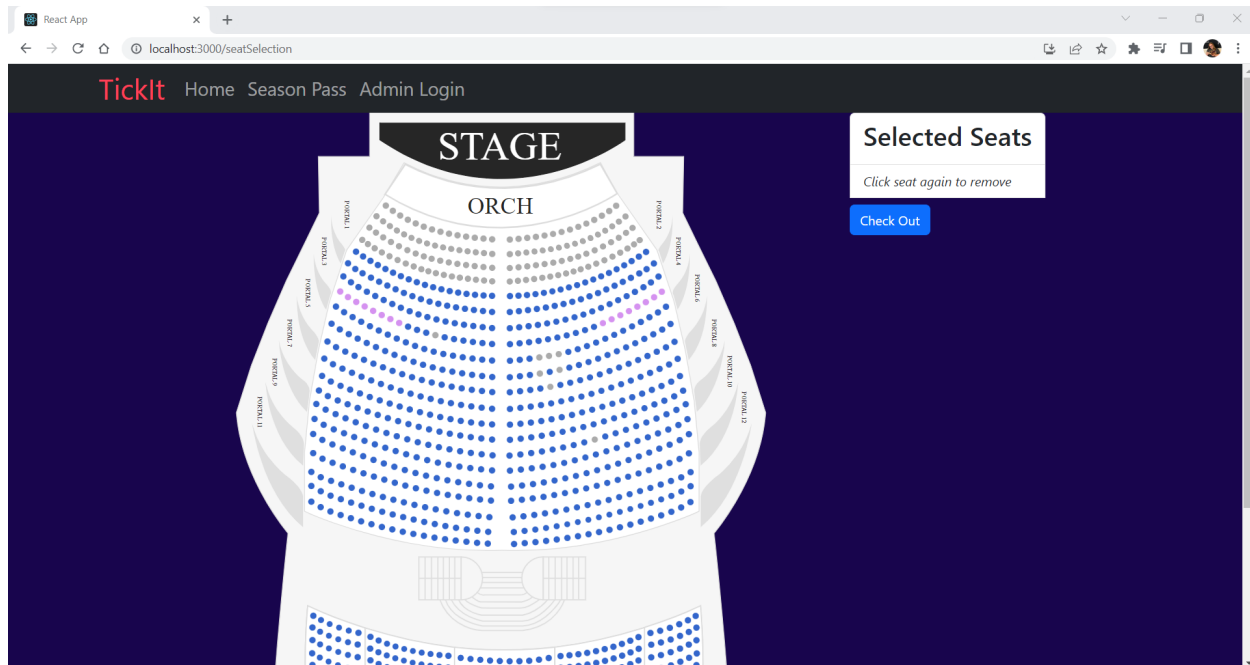 React App
localhost:3000/seatSelection
TickIt Home Season Pass Admin Login
STAGE
ORCH
PORTAL 1
PORTAL 2
PORTAL 3
PORTAL 4
PORTAL 5
PORTAL 6
PORTAL 7
PORTAL 8
PORTAL 9
PORTAL 10
PORTAL 11
PORTAL 12
Selected Seats
Click seat again to remove
Check Out